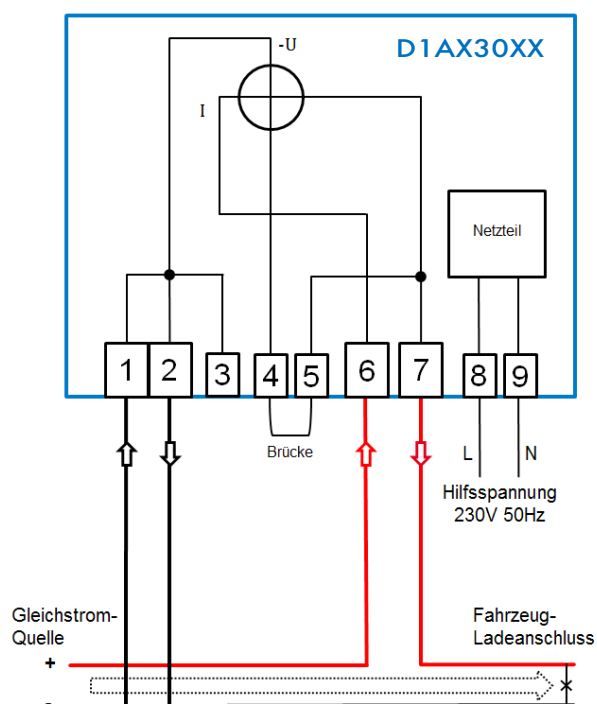 D1AX30XX
-U
I
Netzteil
1 2 3 4 5 6 7 8 9
Brücke
L N
Hilfsspannung
230V 50Hz
Gleichstrom-
Quelle
+
Fahrzeug-
Ladeanschluss
-